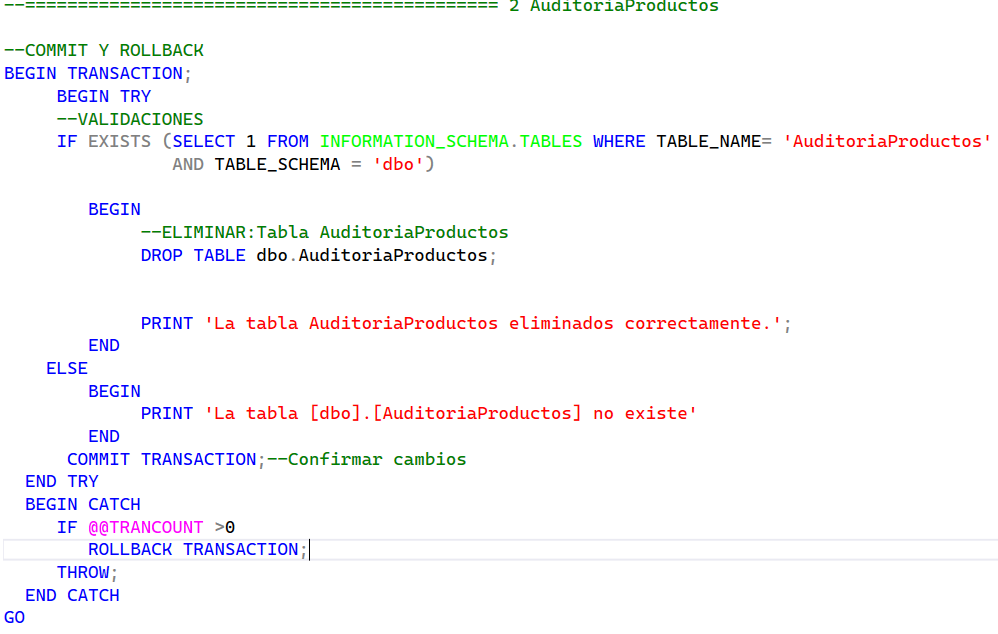 --============================================= 2 AuditoriaProductos
--COMMIT Y ROLLBACK
BEGIN TRANSACTION;
BEGIN TRY
--VALIDACIONES
IF EXISTS (SELECT 1 FROM INFORMATION_SCHEMA.TABLES WHERE TABLE_NAME= 'AuditoriaProductos'
AND TABLE_SCHEMA = 'dbo')
BEGIN
--ELIMINAR:Tabla AuditoriaProductos
DROP TABLE dbo.AuditoriaProductos;
PRINT 'La tabla AuditoriaProductos eliminados correctamente.';
END
ELSE
BEGIN
PRINT 'La tabla [dbo].[AuditoriaProductos] no existe'
END
COMMIT TRANSACTION;--Confirmar cambios
END TRY
BEGIN CATCH
IF @@TRANCOUNT >0
ROLLBACK TRANSACTION;
THROW;
END CATCH
GO